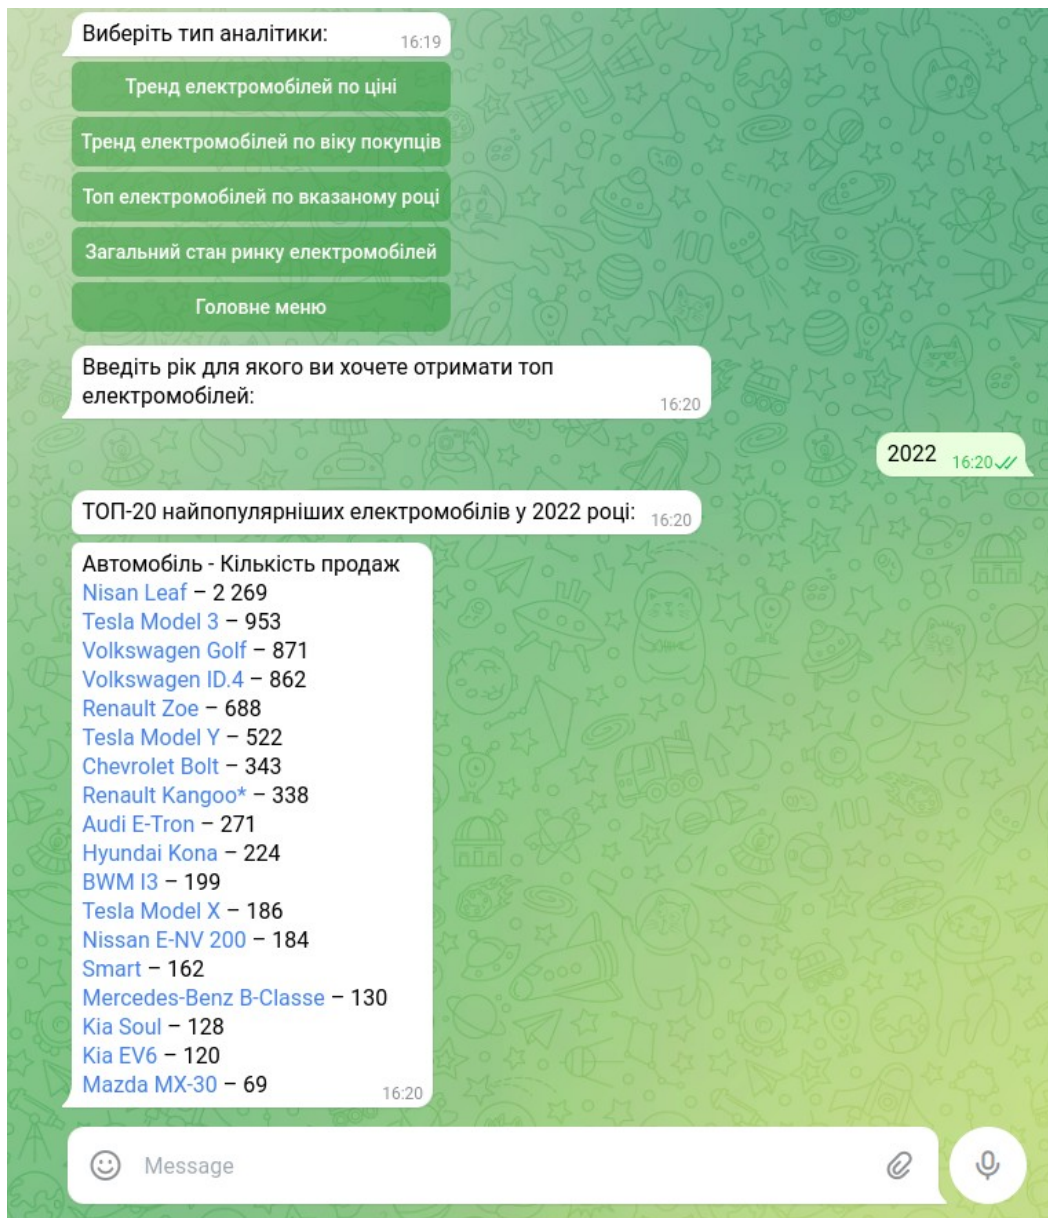 Виберіть тип аналітики:
16:19
Тренд електромобілей по ціні
Тренд електромобілей по віку покупців
Топ електромобілей по вказаному році
Загальний стан ринку електромобілей
Головне меню
Введіть рік для якого ви хочете отримати топ
електромобілей:
16:20
2022 16:20
ТОП-20 найпопулярніших електромобілів у 2022 році: 16:20
Автомобіль - Кількість продаж
Nisan Leaf – 2 269
Tesla Model 3 – 953
Volkswagen Golf – 871
Volkswagen ID.4 – 862
Renault Zoe – 688
Tesla Model Y – 522
Chevrolet Bolt – 343
Renault Kangoo* – 338
Audi E-Tron – 271
Hyundai Kona – 224
BWM I3 – 199
Tesla Model X – 186
Nissan E-NV 200 – 184
Smart – 162
Mercedes-Benz B-Classe – 130
Kia Soul – 128
Kia EV6 – 120
Mazda MX-30 – 69
16:20
Message